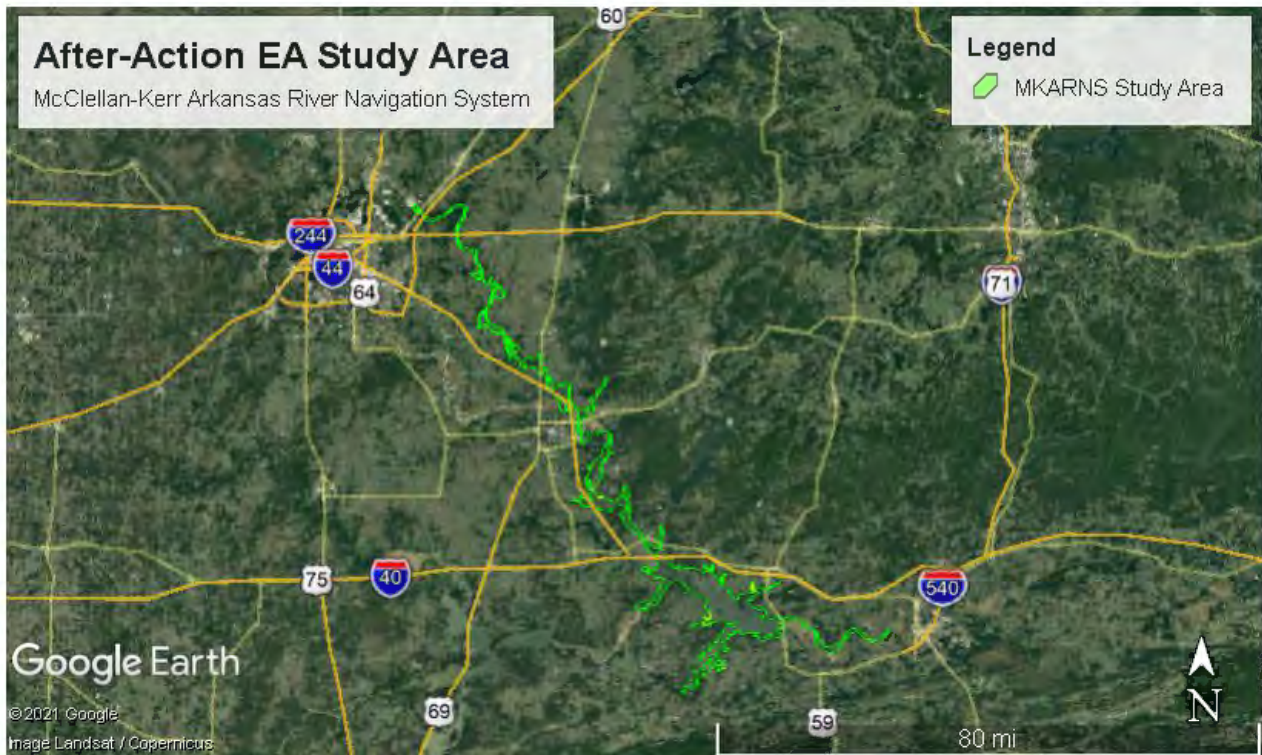 After-Action EA Study Area
McClellan-Kerr Arkansas River Navigation System
Legend
MKARNS Study Area
60
244
44
64
71
75
40
540
69
59
Google Earth
© 2021 Google
Image Landsat / Copernicus
N
80 mi